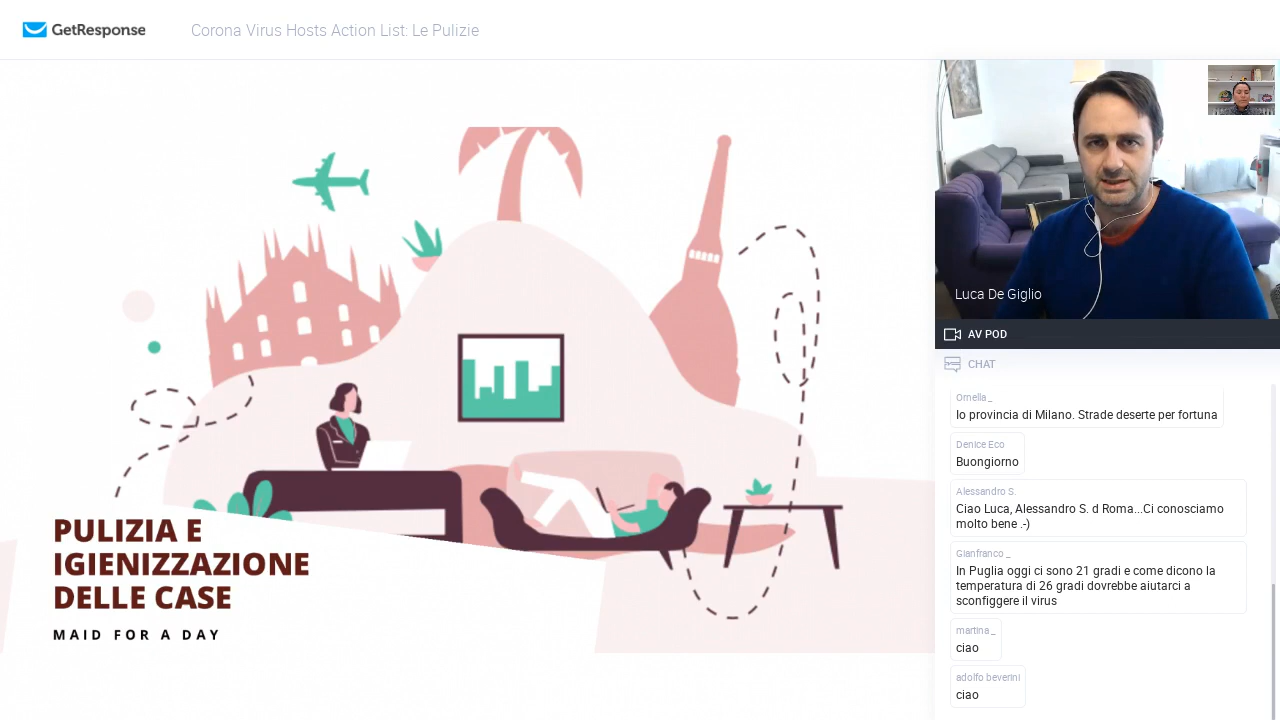 GetResponse
Corona Virus Hosts Action List: Le Pulizie
PULIZIA E
IGIENIZZAZIONE
DELLE CASE
MAID FOR A DAY
Luca De Giglio
AV POD
CHAT
Ornella _
Io provincia di Milano. Strade deserte per fortuna
Denice Eco
Buongiorno
Alessandro S.
Ciao Luca, Alessandro S. d Roma...Ci conosciamo
molto bene .-)
Gianfranco _
In Puglia oggi ci sono 21 gradi e come dicono la
temperatura di 26 gradi dovrebbe aiutarci a
sconfiggere il virus
martina _
ciao
adolfo beverini
ciao